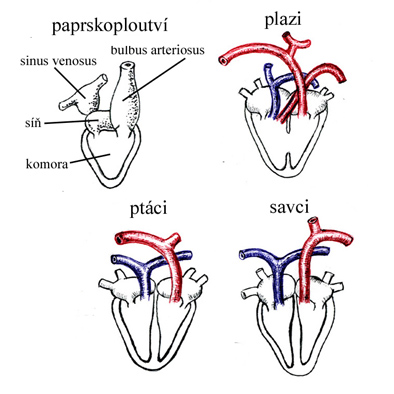 paprskoploutví
plazi
bulbus arteriosus
sinus venosus
síň
komora
ptáci
savci